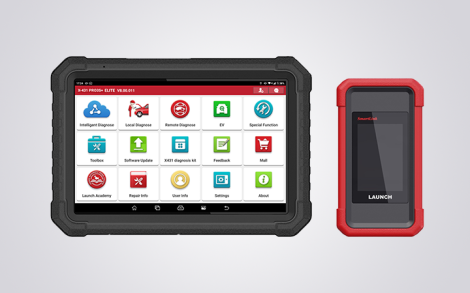 X-431 PROS5+ ELITE V8.00.011
Intelligent Diagnose
Local Diagnose
Remote Diagnose
EV
Special Function
Toolbox
Software Update
X431 diagnosis kit
Feedback
Mall
Launch Academy
Repair Info
User Info
Settings
About
LAUNCH